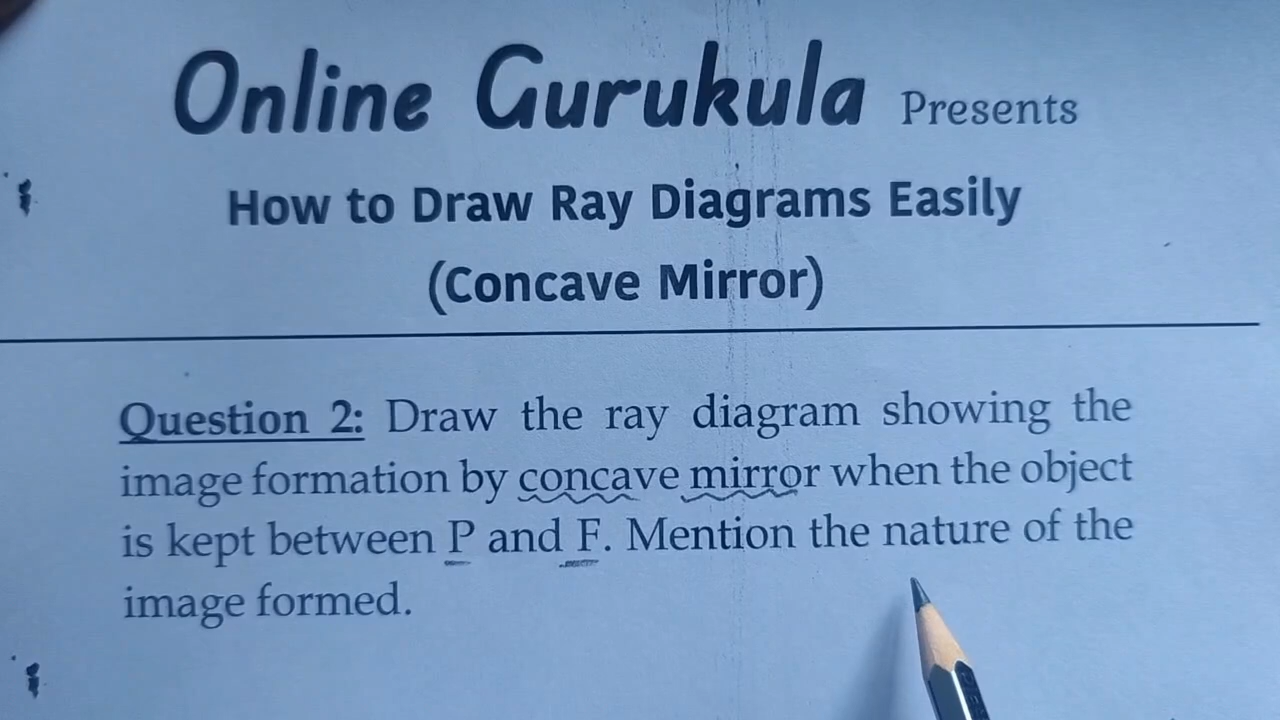 Online Gurukula Presents
How to Draw Ray Diagrams Easily
(Concave Mirror)
Question 2: Draw the ray diagram showing the
image formation by concave mirror when the object
is kept between P and F. Mention the nature of the
image formed.